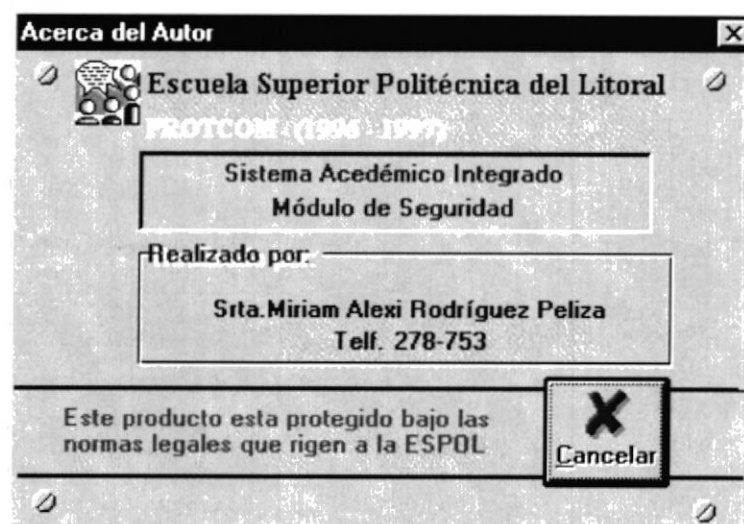 Acerca del Autor
Escuela Superior Politécnica del Litoral
PROTCOM (1996 - 1997)
Sistema Acedémico Integrado
Módulo de Seguridad
Realizado por:
Srta.Miriam Alexi Rodríguez Peliza
Telf. 278-753
Este producto esta protegido bajo las
normas legales que rigen a la ESPOL
Cancelar